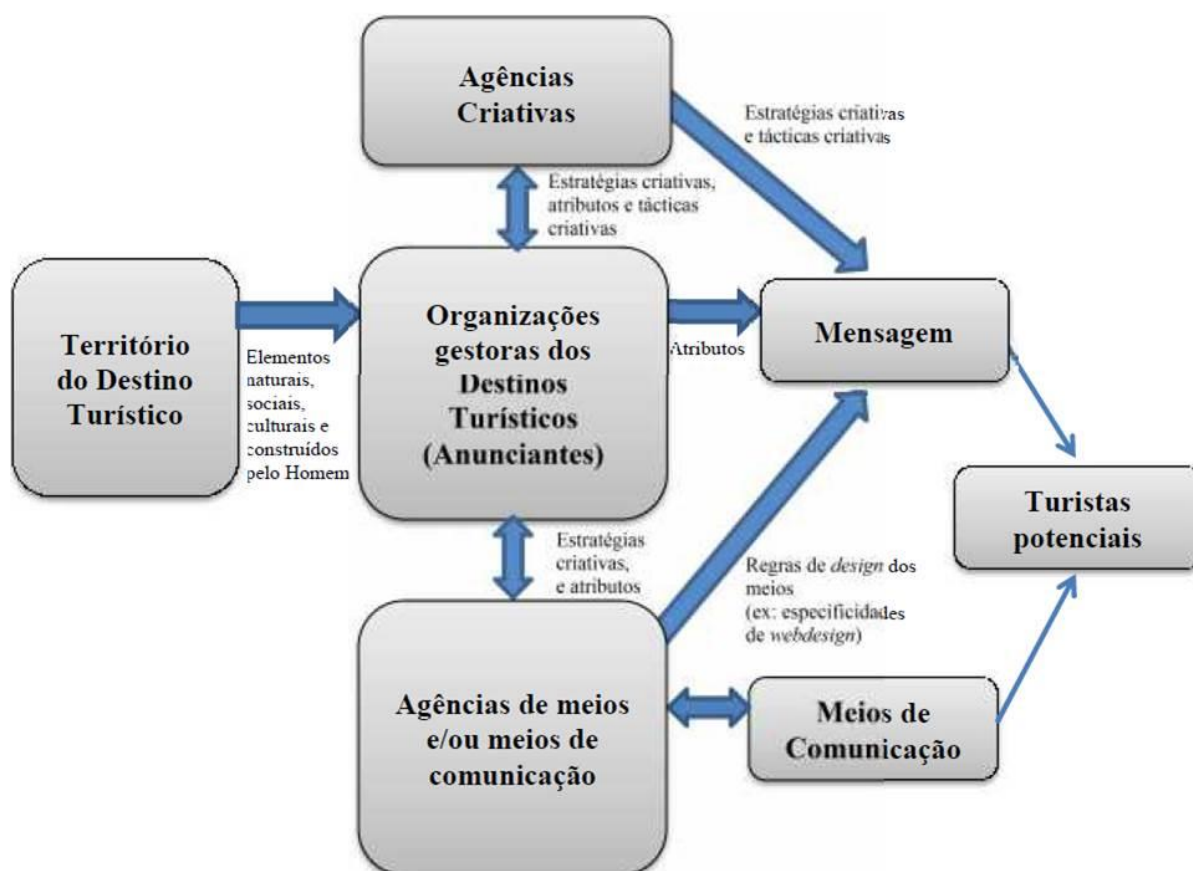 Agências
Criativas
Estratégias criativas
e tácticas criativas
Estratégias criativas,
atributos e tácticas
criativas
Território
do Destino
Turístico
Elementos
naturais,
sociais,
culturais e
construídos
pelo Homem
Organizações
gestoras dos
Destinos
Turísticos
(Anunciantes)
Atributos
Mensagem
Turistas
potenciais
Estratégias
criativas,
e atributos
Regras de design dos
meios
(ex: especificidades
de webdesign)
Agências de meios
e/ou meios de
comunicação
Meios de
Comunicação